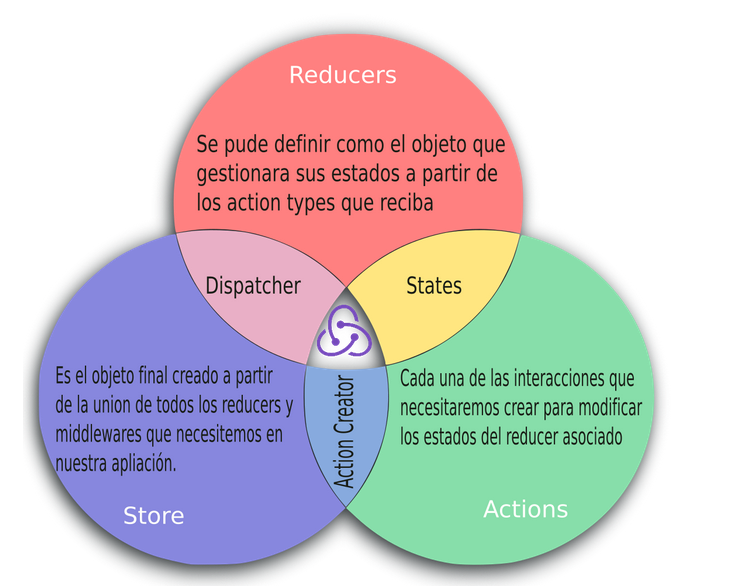 Reducers
Se pude definir como el objeto que
gestionara sus estados a partir de
los action types que reciba
Dispatcher
States
Action Creator
Es el objeto final creado a partir
de la union de todos los reducers y
middlewares que necesitemos en
nuestra apliación.
Store
Cada una de las interacciones que
necesitaremos crear para modificar
los estados del reducer asociado
Actions